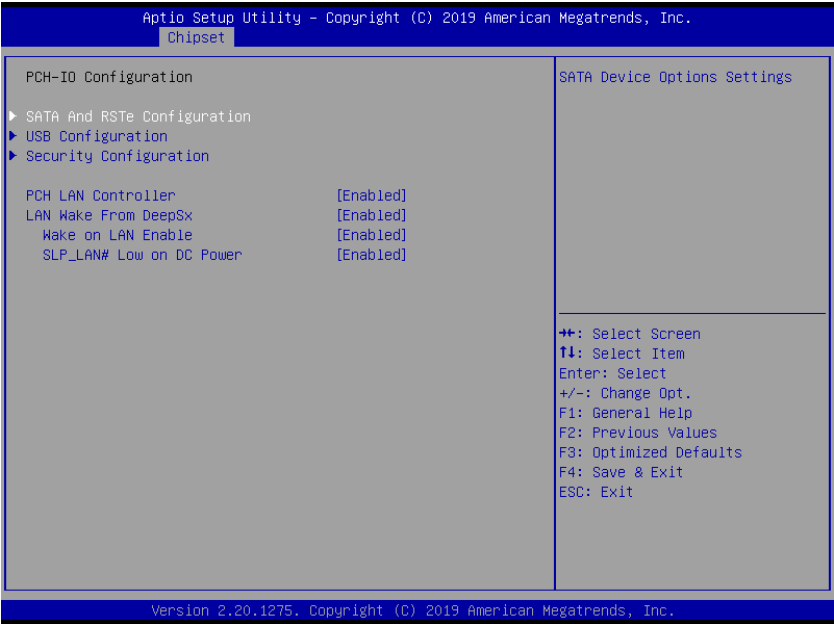 Aptio Setup Utility – Copyright (C) 2019 American Megatrends, Inc.
Chipset
PCH-IO Configuration
SATA And RSTe Configuration
USB Configuration
Security Configuration
PCH LAN Controller [Enabled]
LAN Wake From DeepSx [Enabled]
Wake on LAN Enable [Enabled]
SLP_LAN# Low on DC Power [Enabled]
SATA Device Options Settings
→←: Select Screen
↑↓: Select Item
Enter: Select
+/-: Change Opt.
F1: General Help
F2: Previous Values
F3: Optimized Defaults
F4: Save & Exit
ESC: Exit
Version 2.20.1275. Copyright (C) 2019 American Megatrends, Inc.